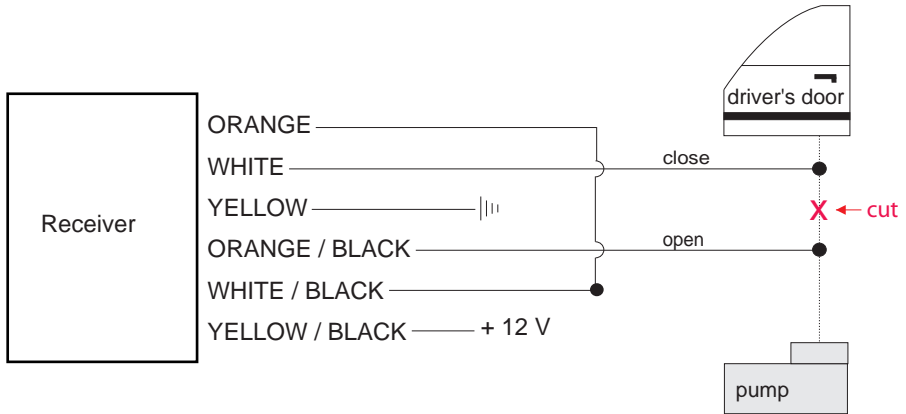 driver's door
ORANGE
WHITE
close
YELLOW
X
cut
Receiver
ORANGE / BLACK
open
WHITE / BLACK
YELLOW / BLACK
+ 12 V
pump